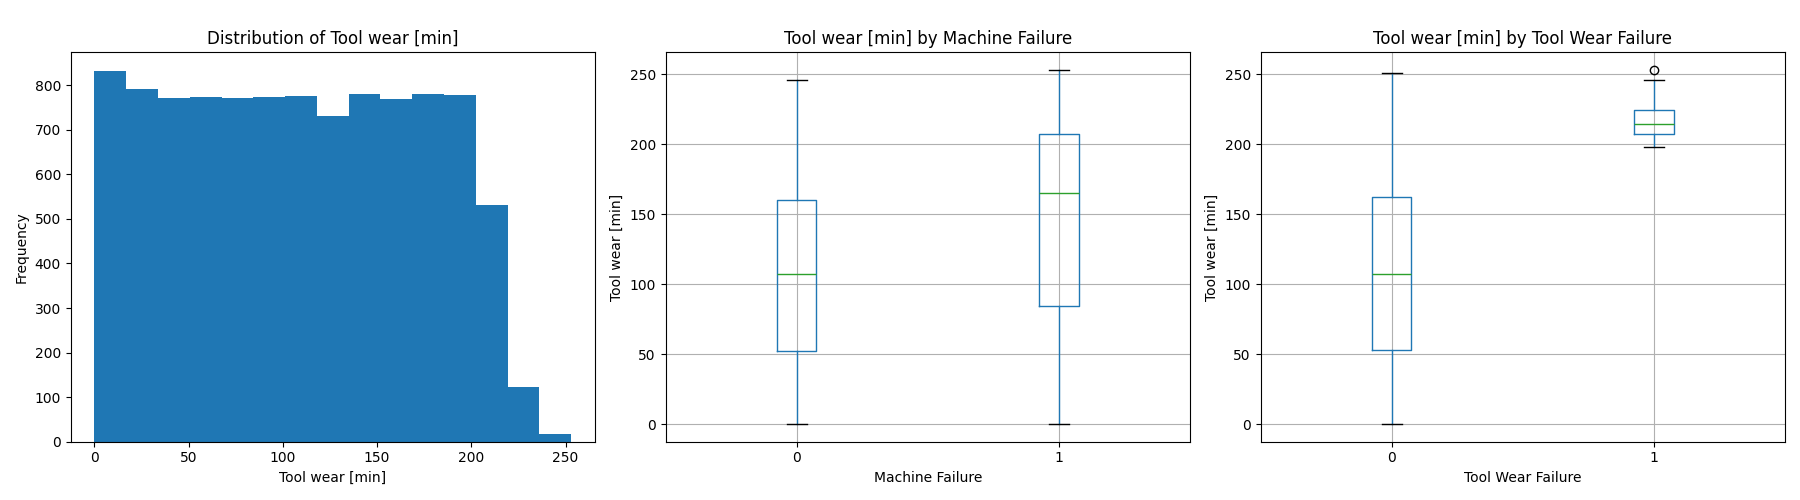 Distribution of Tool wear [min]
Frequency
800
700
600
500
400
300
200
100
0
0 50 100 150 200 250
Tool wear [min]
Tool wear [min] by Machine Failure
Tool wear [min]
250
200
150
100
50
0
0 1
Machine Failure
Tool wear [min] by Tool Wear Failure
Tool wear [min]
250
200
150
100
50
0
0 1
Tool Wear Failure